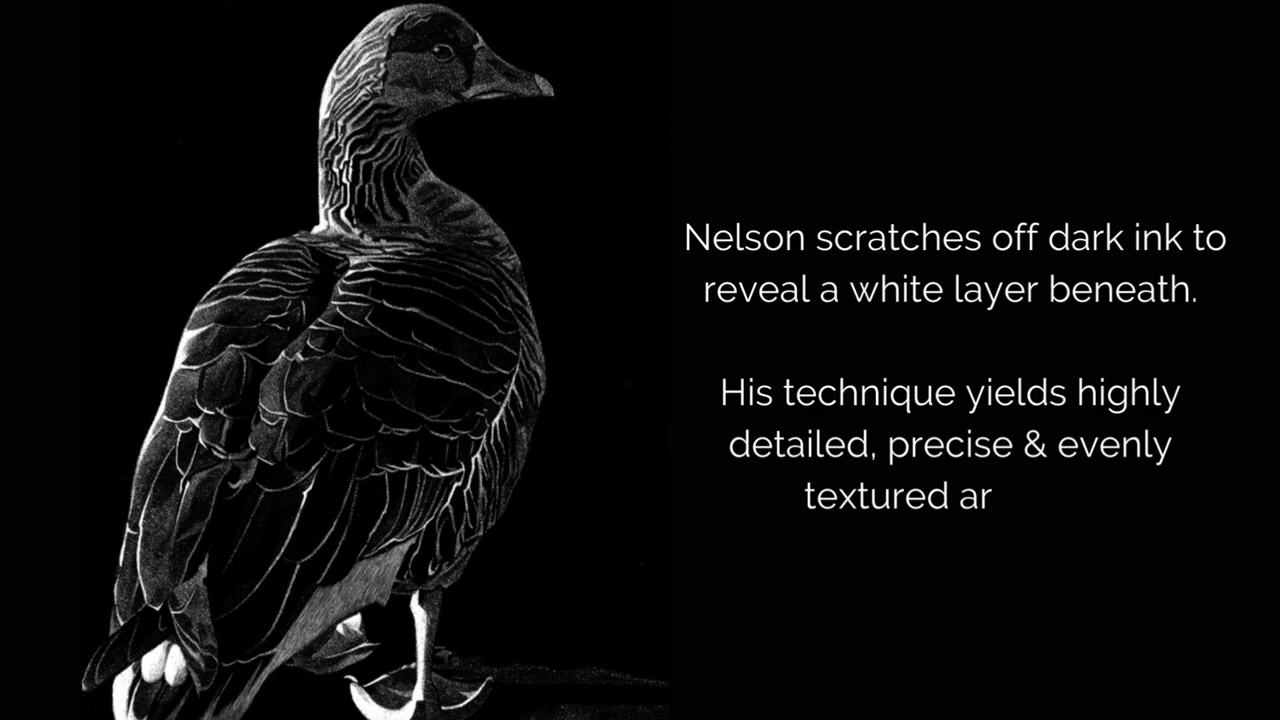 Nelson scratches off dark ink to
reveal a white layer beneath.
His technique yields highly
detailed, precise & evenly
textured ar